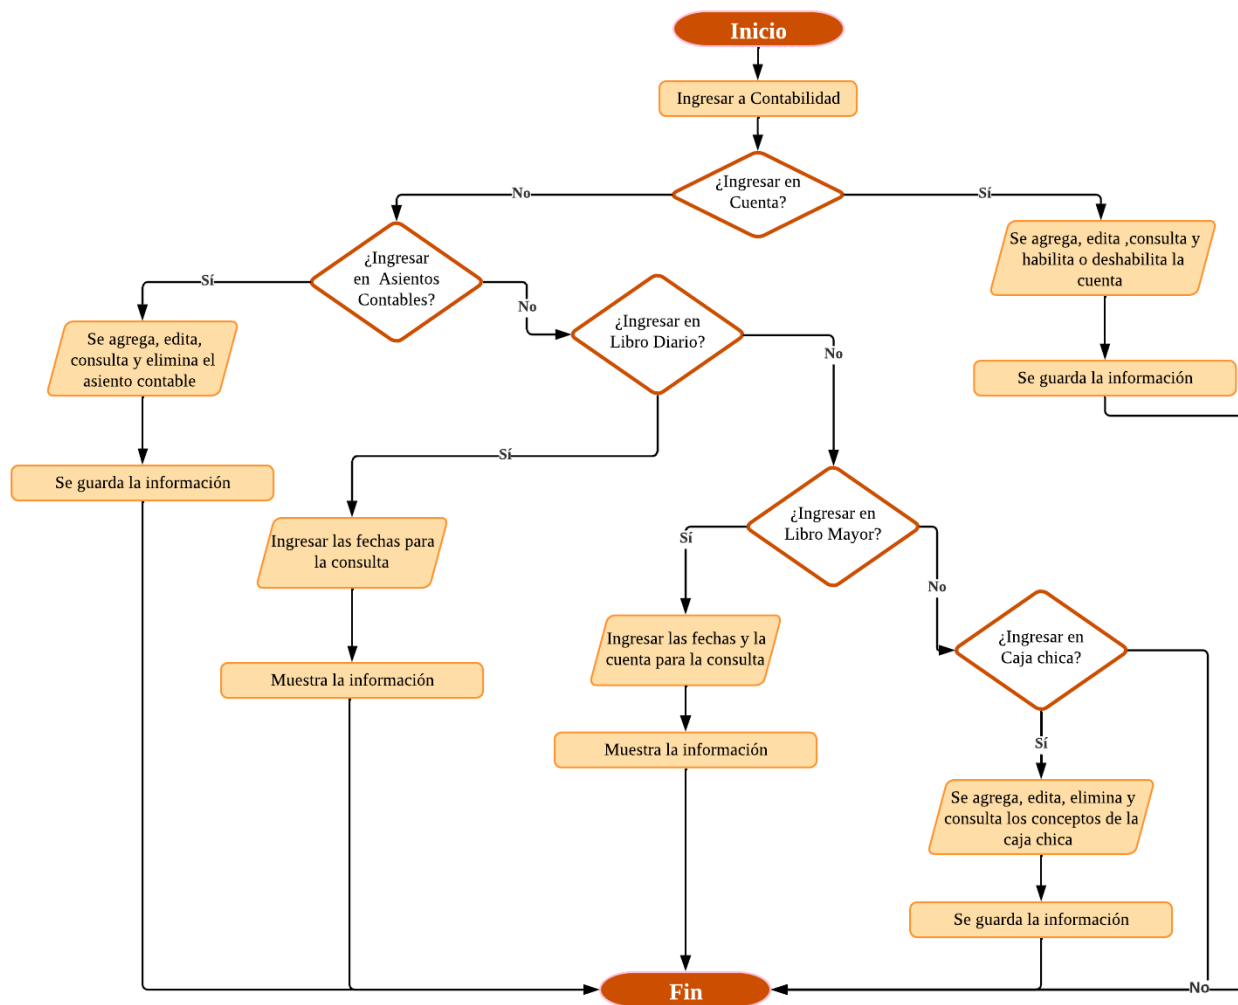 Inicio
Ingresar a Contabilidad
¿Ingresar en
Cuenta?
No
Sí
¿Ingresar
en  Asientos
Contables?
Se agrega, edita ,consulta y
habilita o deshabilita la
cuenta
Sí
No
¿Ingresar en
Libro Diario?
Se agrega, edita,
consulta y elimina el
asiento contable
No
Se guarda la información
Sí
Se guarda la información
¿Ingresar en
Libro Mayor?
Ingresar las fechas para
la consulta
Sí
No
Ingresar las fechas y la
cuenta para la consulta
¿Ingresar en
Caja chica?
Muestra la información
Muestra la información
Sí
Se agrega, edita, elimina y
consulta los conceptos de la
caja chica
Se guarda la información
No
Fin